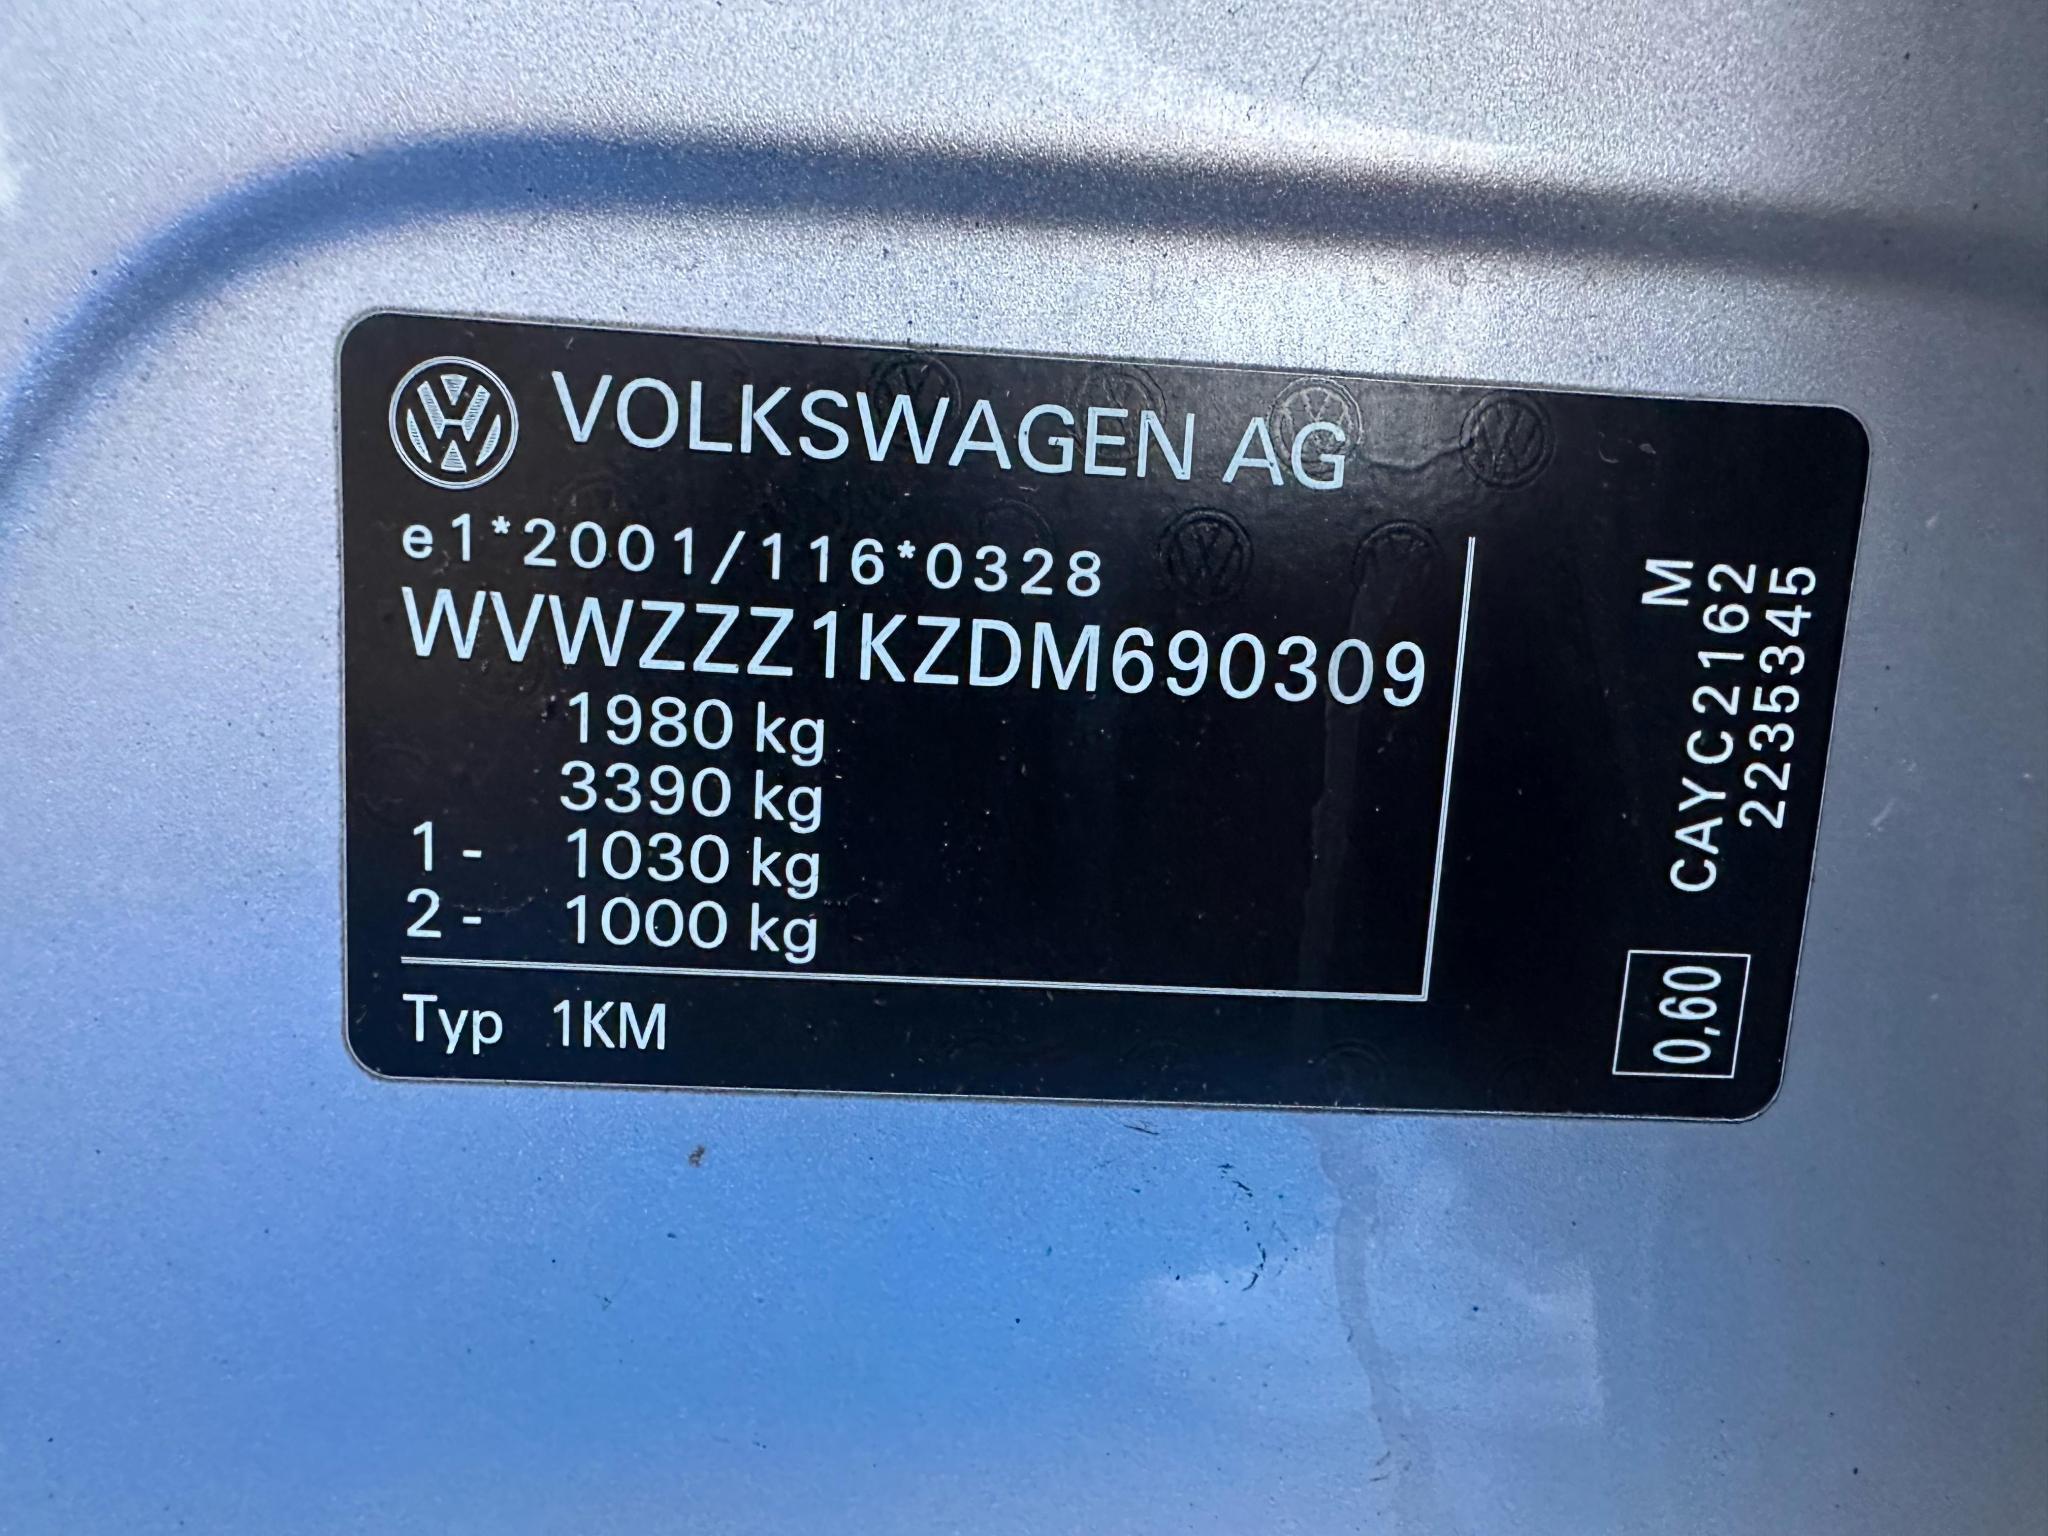 VOLKSWAGEN AG
e1*2001/116*0328
WVWZZZ1KZDM690309
1980 kg
3390 kg
1- 1030 kg
2- 1000 kg
Typ 1KM
M
CAYC2162
2235345
0,60